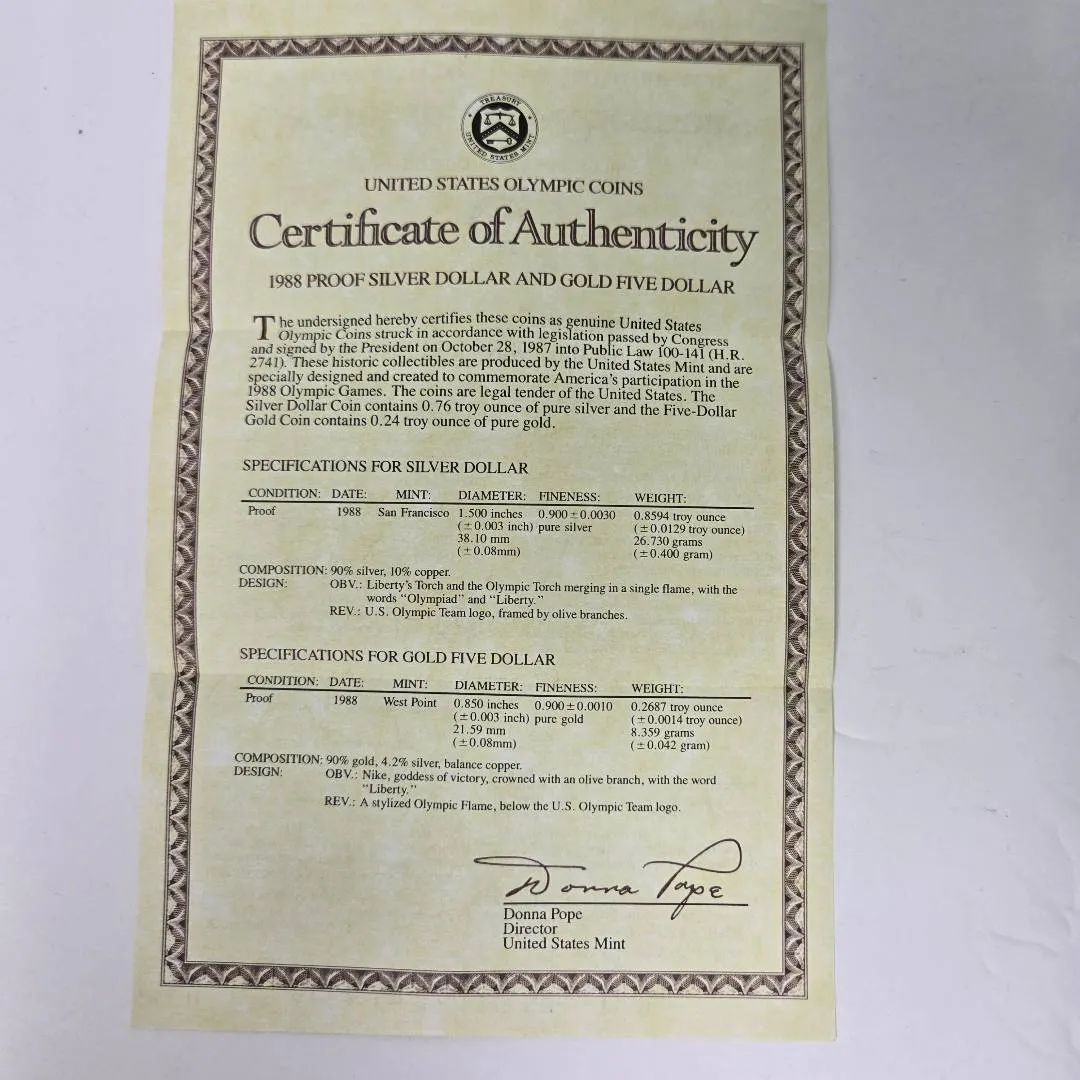 TREASURY
UNITED STATES MINT
UNITED STATES OLYMPIC COINS
Certificate of Authenticity
1988 PROOF SILVER DOLLAR AND GOLD FIVE DOLLAR
The undersigned hereby certifies these coins as genuine United States
Olympic Coins struck in accordance with legislation passed by Congress
and signed by the President on October 28, 1987 into Public Law 100-141 (H.R.
2741). These historic collectibles are produced by the United States Mint and are
specially designed and created to commemorate America's participation in the
1988 Olympic Games. The coins are legal tender of the United States. The
Silver Dollar Coin contains 0.76 troy ounce of pure silver and the Five-Dollar
Gold Coin contains 0.24 troy ounce of pure gold.
SPECIFICATIONS FOR SILVER DOLLAR
CONDITION: DATE: MINT: DIAMETER: FINENESS: WEIGHT:
Proof 1988 San Francisco 1.500 inches 0.900±0.0030 0.8594 troy ounce
(±0.003 inch) pure silver (±0.0129 troy ounce)
38.10 mm 26.730 grams
(±0.08mm) (±0.400 gram)
COMPOSITION: 90% silver, 10% copper.
DESIGN: OBV.: Liberty's Torch and the Olympic Torch merging in a single flame, with the
words "Olympiad" and "Liberty."
REV.: U.S. Olympic Team logo, framed by olive branches.
SPECIFICATIONS FOR GOLD FIVE DOLLAR
CONDITION: DATE: MINT: DIAMETER: FINENESS: WEIGHT:
Proof 1988 West Point 0.850 inches 0.900±0.0010 0.2687 troy ounce
(±0.003 inch) pure gold (±0.0014 troy ounce)
21.59 mm 8.359 grams
(±0.08mm) (±0.042 gram)
COMPOSITION: 90% gold, 4.2% silver, balance copper.
DESIGN: OBV.: Nike, goddess of victory, crowned with an olive branch, with the word
"Liberty."
REV.: A stylized Olympic Flame, below the U.S. Olympic Team logo.
Donna Pope
Donna Pope
Director
United States Mint